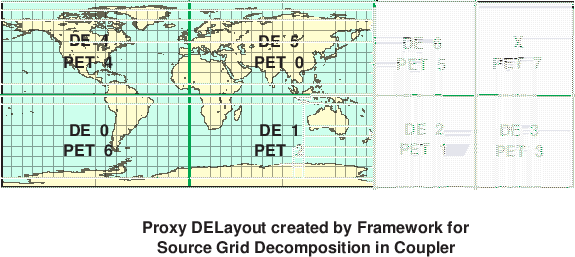 DE 4
PET 4
DE 5
PET 0
DE 6
PET 5
X
PET 7
DE 0
PET 6
DE 1
PET 2
DE 2
PET 1
DE 3
PET 3
Proxy DELayout created by Framework for
Source Grid Decomposition in Coupler